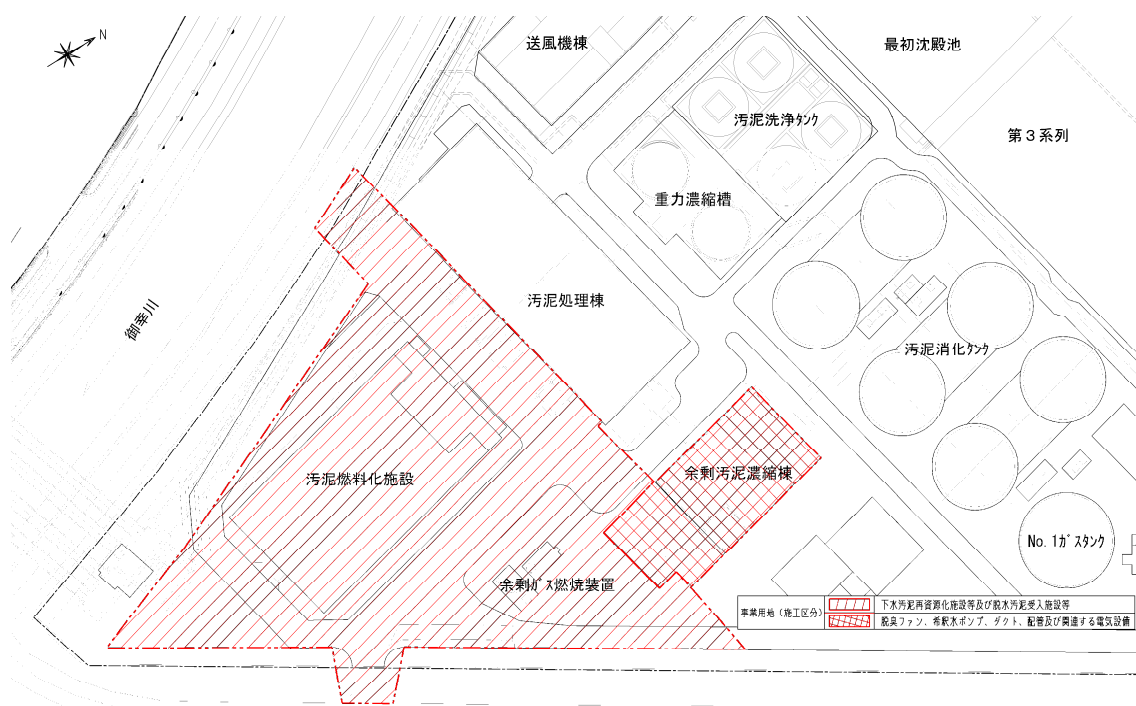 N
送風機棟
最初沈殿池
汚泥洗浄ﾀﾝｸ
第３系列
重力濃縮槽
汚泥処理棟
御幸川
汚泥消化ﾀﾝｸ
汚泥燃料化施設
余剰汚泥濃縮棟
No. 1ｶﾞｽﾀﾝｸ
余剰ｶﾞｽ燃焼装置
事業用地（施工区分）
下水汚泥再資源化施設等及び脱水汚泥受入施設等
脱臭ファン、希釈水ポンプ、ダクト、配管及び関連する電気設備